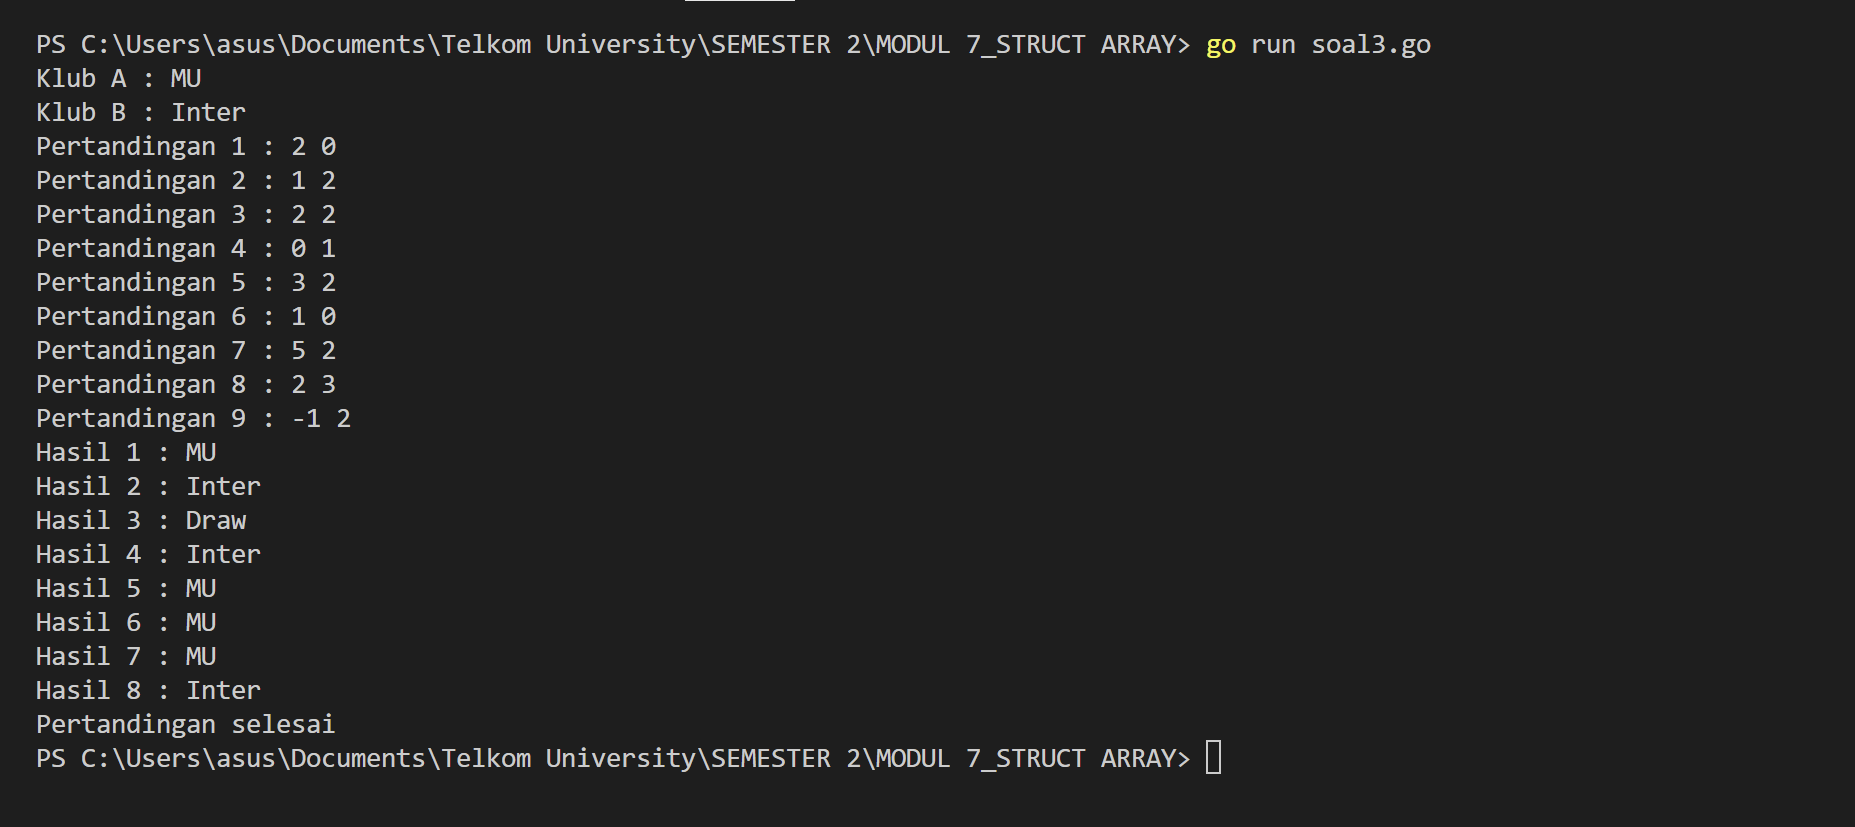 PS C:\Users\asus\Documents\Telkom University\SEMESTER 2\MODUL 7_STRUCT ARRAY> go run soal3.go
Klub A : MU
Klub B : Inter
Pertandingan 1 : 2 0
Pertandingan 2 : 1 2
Pertandingan 3 : 2 2
Pertandingan 4 : 0 1
Pertandingan 5 : 3 2
Pertandingan 6 : 1 0
Pertandingan 7 : 5 2
Pertandingan 8 : 2 3
Pertandingan 9 : -1 2
Hasil 1 : MU
Hasil 2 : Inter
Hasil 3 : Draw
Hasil 4 : Inter
Hasil 5 : MU
Hasil 6 : MU
Hasil 7 : MU
Hasil 8 : Inter
Pertandingan selesai
PS C:\Users\asus\Documents\Telkom University\SEMESTER 2\MODUL 7_STRUCT ARRAY>